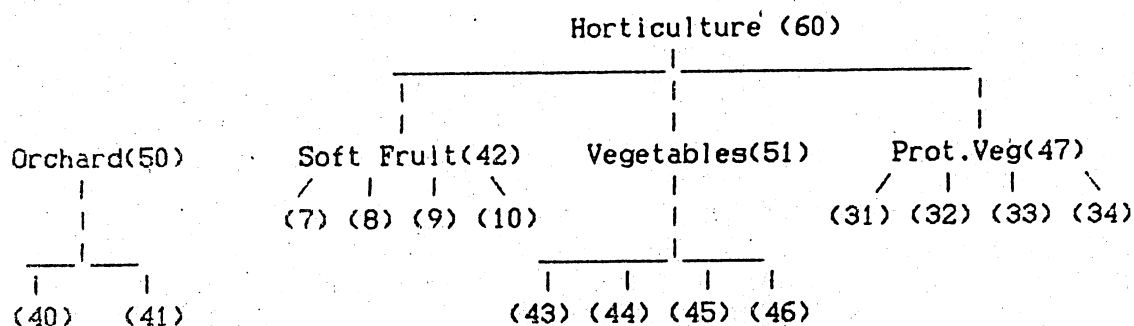 Horticulture (60)
Orchard(50) Soft Fruit(42) Vegetables(51) Prot.Veg(47)
(7) (8) (9) (10) (31) (32) (33) (34)
(40) (41) (43) (44) (45) (46)